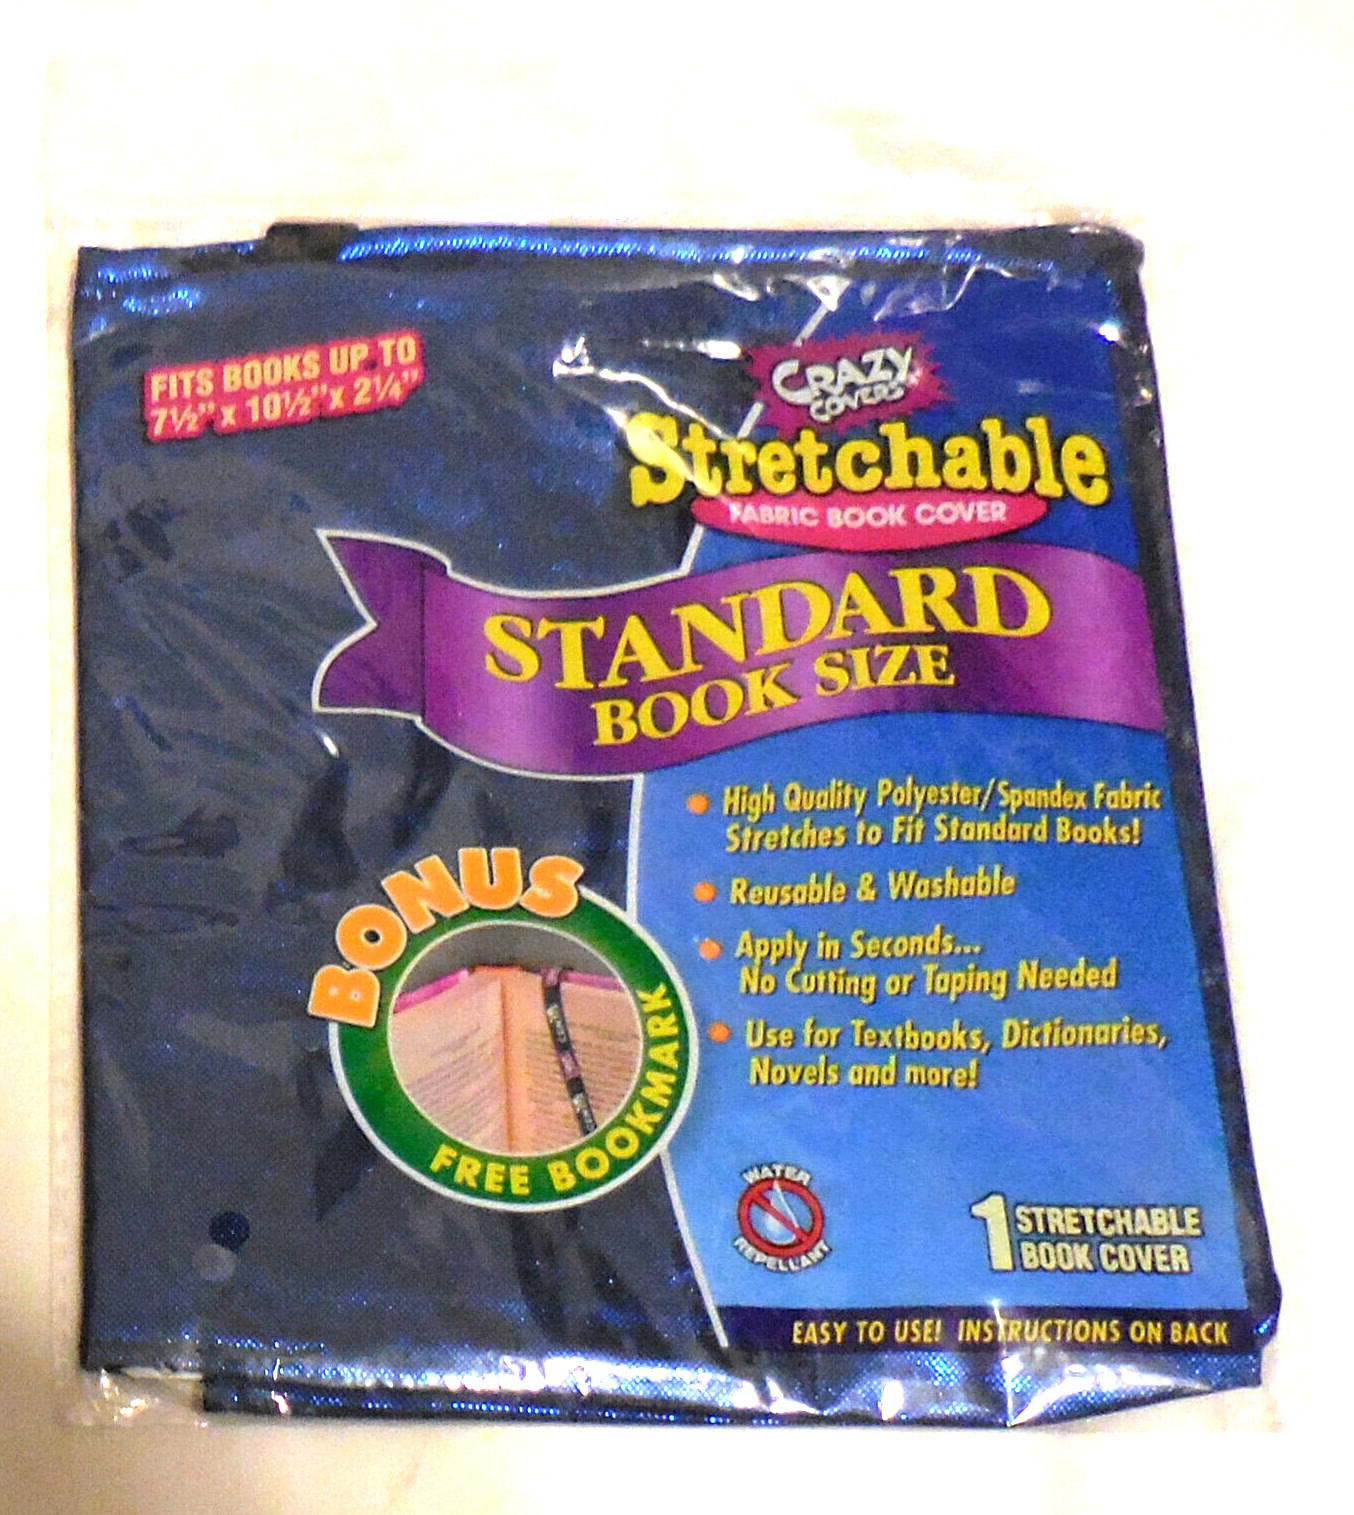 FITS BOOKS UP TO
7½" x 10½" x 2¼"
CRAZY
COVERS
Stretchable
FABRIC BOOK COVER
STANDARD
BOOK SIZE
• High Quality Polyester/Spandex Fabric
Stretches to Fit Standard Books!
• Reusable & Washable
• Apply in Seconds...
No Cutting or Taping Needed
• Use for Textbooks, Dictionaries,
Novels and more!
BONUS
FREE BOOKMARK
WATER
REPELLANT
1 STRETCHABLE
BOOK COVER
EASY TO USE! INSTRUCTIONS ON BACK